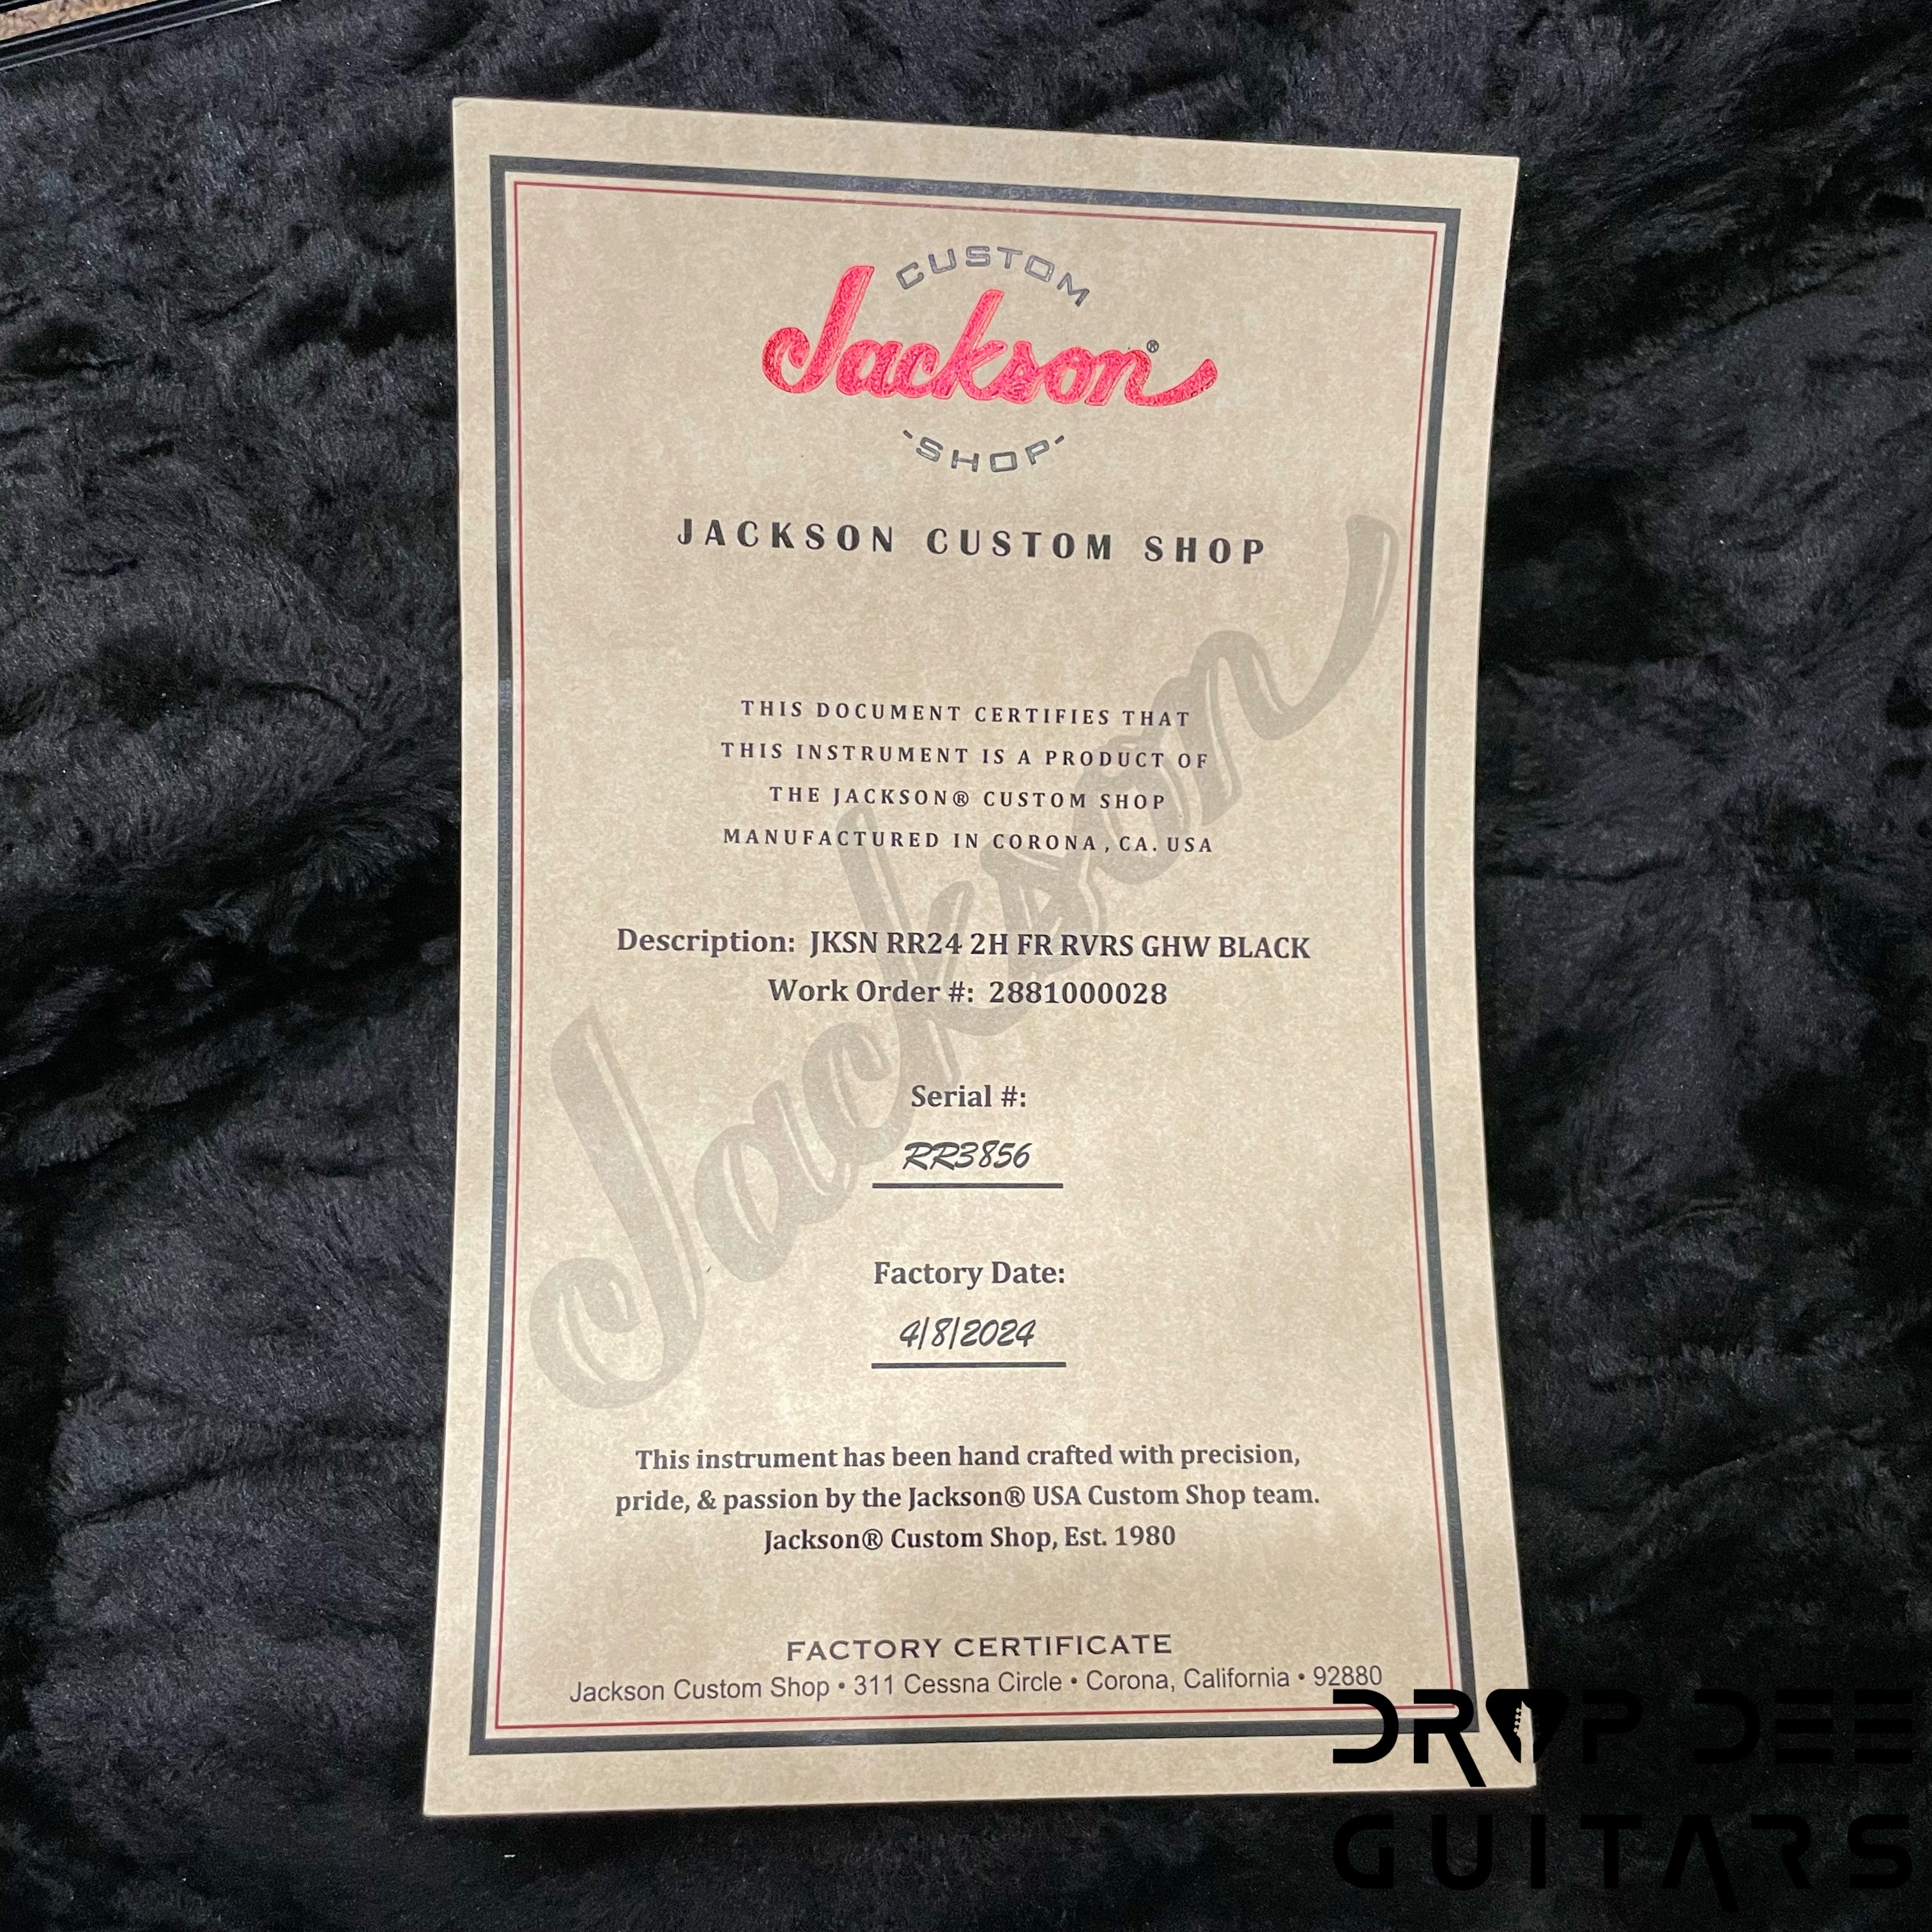 CUSTOM
Jackson®
SHOP
JACKSON CUSTOM SHOP
THIS DOCUMENT CERTIFIES THAT
THIS INSTRUMENT IS A PRODUCT OF
THE JACKSON® CUSTOM SHOP
MANUFACTURED IN CORONA, CA. USA
Jackson
Description: JKSN RR24 2H FR RVRS GHW BLACK
Work Order #: 2881000028
Serial #:
RR3856
Factory Date:
4/8/2024
This instrument has been hand crafted with precision,
pride, & passion by the Jackson® USA Custom Shop team.
Jackson® Custom Shop, Est. 1980
FACTORY CERTIFICATE
Jackson Custom Shop • 311 Cessna Circle • Corona, California • 92880
DROP DEE
GUITARS